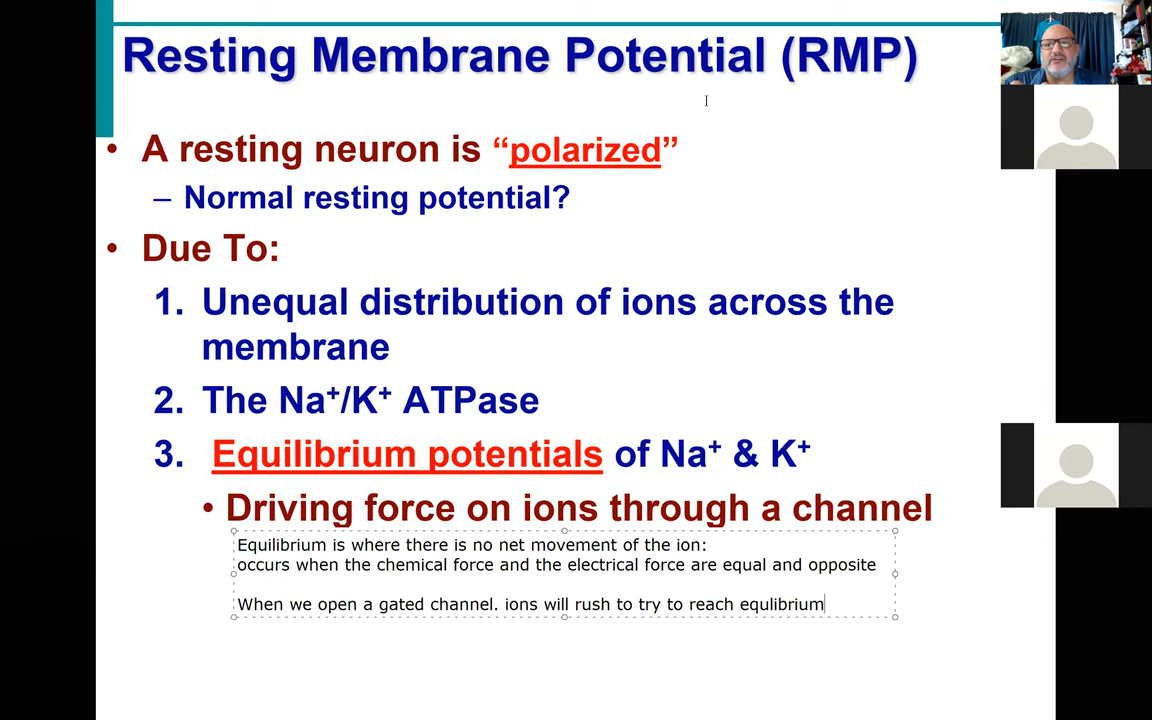 Resting Membrane Potential (RMP)
• A resting neuron is “polarized”
– Normal resting potential?
• Due To:
1. Unequal distribution of ions across the
membrane
2. The Na⁺/K⁺ ATPase
3. Equilibrium potentials of Na⁺ & K⁺
• Driving force on ions through a channel
Equilibrium is where there is no net movement of the ion:
occurs when the chemical force and the electrical force are equal and opposite
When we open a gated channel. ions will rush to try to reach equlibrium